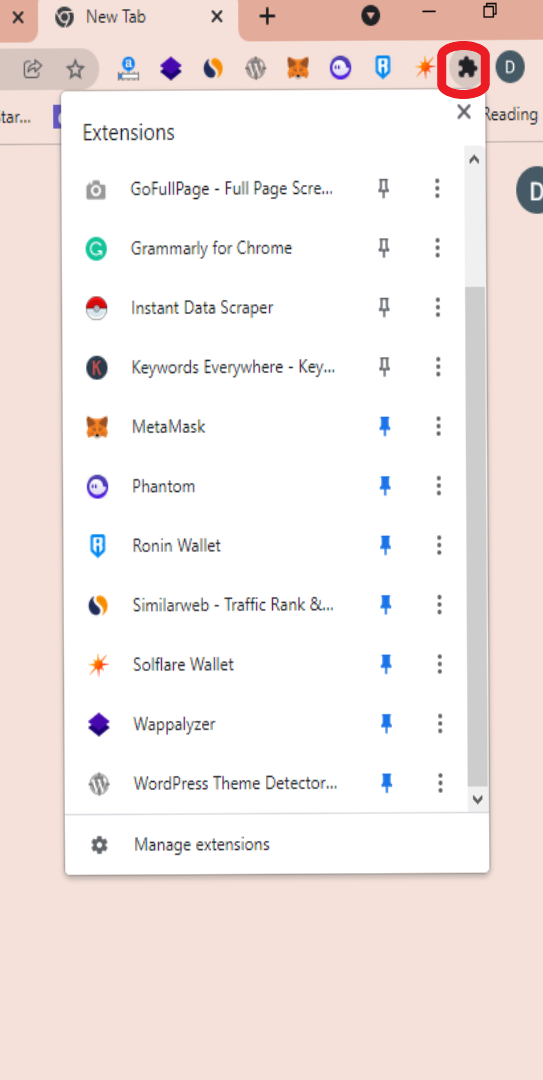 New Tab
a
D
tar...
Reading
Extensions
D
GoFullPage - Full Page Scre...
Grammarly for Chrome
Instant Data Scraper
K
Keywords Everywhere - Key...
MetaMask
Phantom
Ronin Wallet
Similarweb - Traffic Rank &...
Solflare Wallet
Wappalyzer
WordPress Theme Detector...
Manage extensions